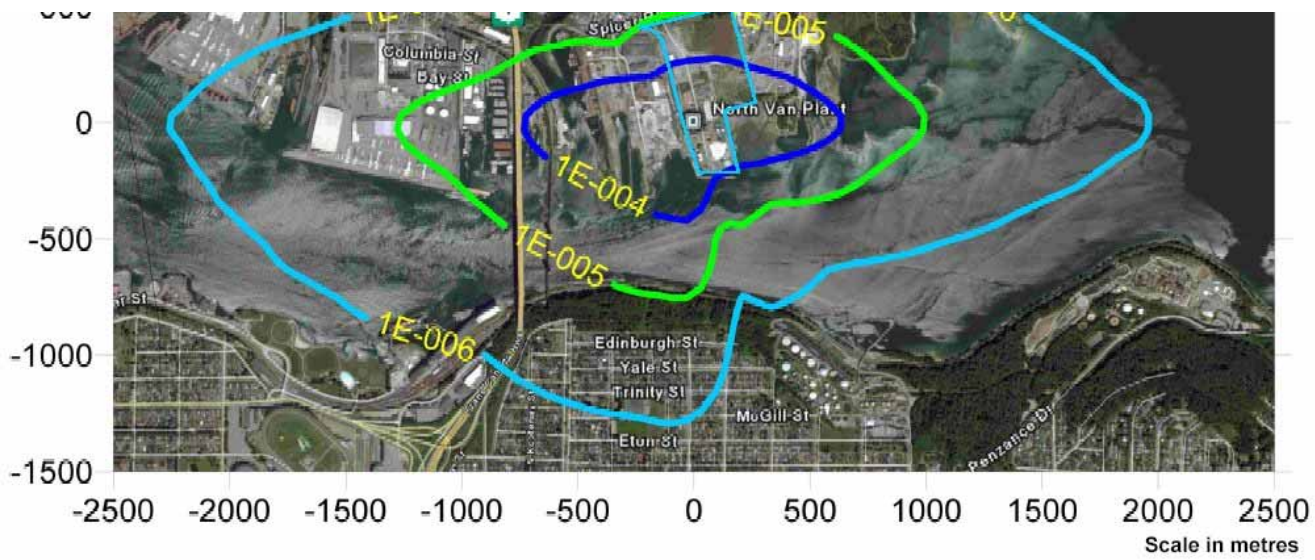 1E-005
Spicer
Columbia St
Bay St
North Van Plant
0
1E-004
-500
1E-005
1E-006
Edinburgh St
-1000
Yale St
Trinity St
McGill St
Eton St
Penzance Dr
-1500
-2500 -2000 -1500 -1000 -500 0 500 1000 1500 2000 2500
Scale in metres